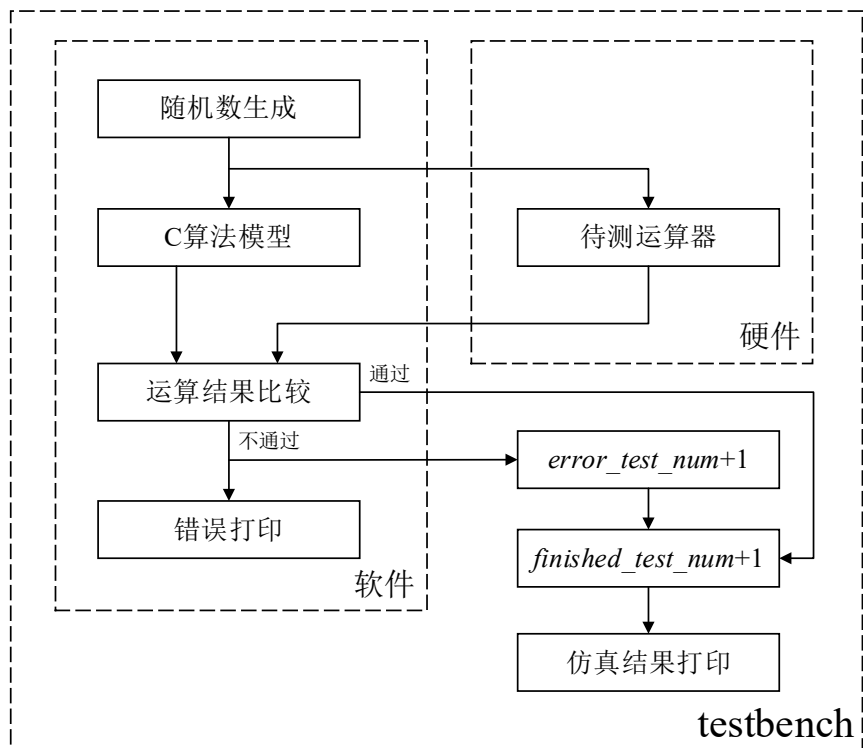 随机数生成
C算法模型
待测运算器
硬件
运算结果比较
通过
不通过
error_test_num+1
错误打印
finished_test_num+1
软件
仿真结果打印
testbench